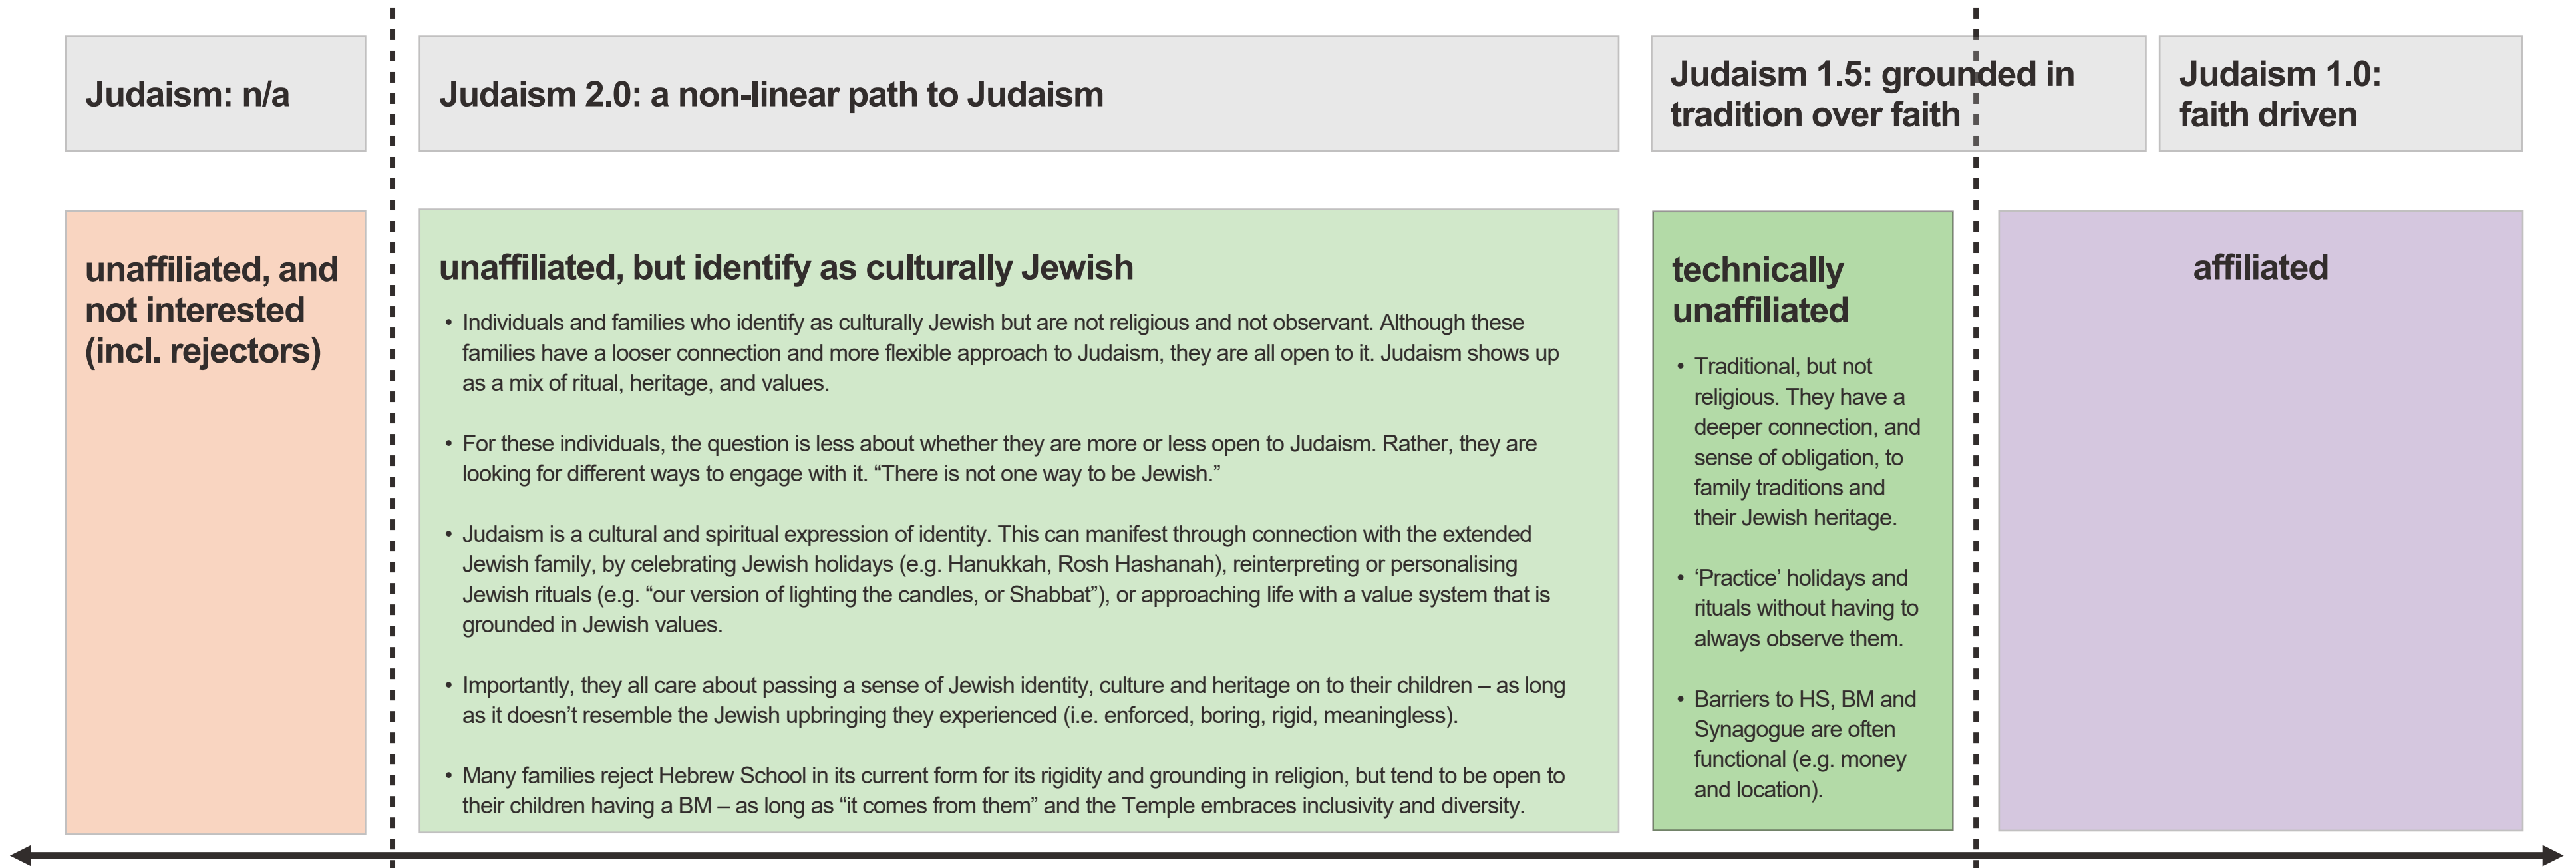 Judaism: n/a
Judaism 2.0: a non-linear path to Judaism
Judaism 1.5: grounded in
tradition over faith
Judaism 1.0:
faith driven
unaffiliated, and
not interested
(incl. rejectors)
unaffiliated, but identify as culturally Jewish
• Individuals and families who identify as culturally Jewish but are not religious and not observant. Although these
families have a looser connection and more flexible approach to Judaism, they are all open to it. Judaism shows up
as a mix of ritual, heritage, and values.
• For these individuals, the question is less about whether they are more or less open to Judaism. Rather, they are
looking for different ways to engage with it. “There is not one way to be Jewish.”
• Judaism is a cultural and spiritual expression of identity. This can manifest through connection with the extended
Jewish family, by celebrating Jewish holidays (e.g. Hanukkah, Rosh Hashanah), reinterpreting or personalising
Jewish rituals (e.g. “our version of lighting the candles, or Shabbat”), or approaching life with a value system that is
grounded in Jewish values.
• Importantly, they all care about passing a sense of Jewish identity, culture and heritage on to their children – as long
as it doesn’t resemble the Jewish upbringing they experienced (i.e. enforced, boring, rigid, meaningless).
• Many families reject Hebrew School in its current form for its rigidity and grounding in religion, but tend to be open to
their children having a BM – as long as “it comes from them” and the Temple embraces inclusivity and diversity.
technically
unaffiliated
• Traditional, but not
religious. They have a
deeper connection, and
sense of obligation, to
family traditions and
their Jewish heritage.
• ‘Practice’ holidays and
rituals without having to
always observe them.
• Barriers to HS, BM and
Synagogue are often
functional (e.g. money
and location).
affiliated